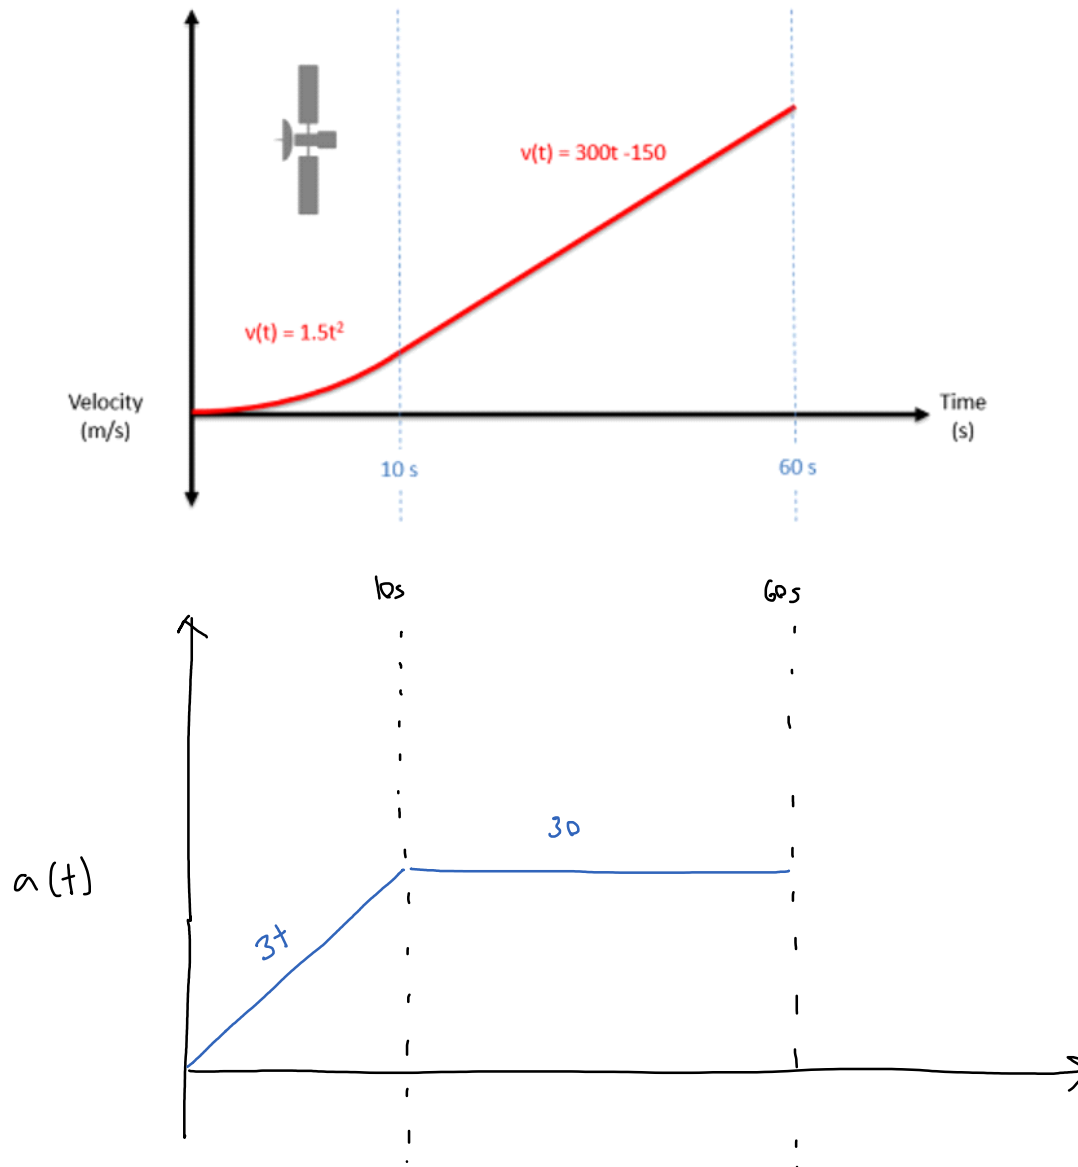 v(t) = 300t -150
v(t) = 1.5t²
Velocity
(m/s)
Time
(s)
10 s
60 s
10s
60s
30
a(t)
3t